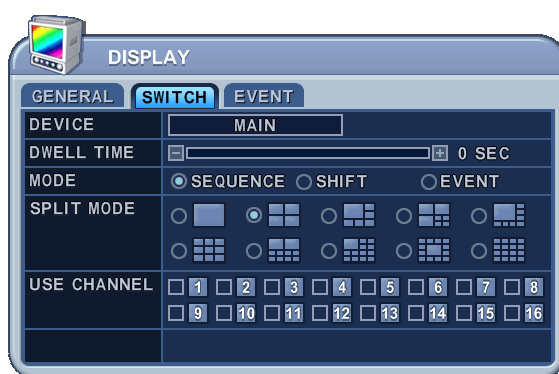 DISPLAY
GENERAL SWITCH EVENT
DEVICE MAIN
DWELL TIME 0 SEC
MODE SEQUENCE SHIFT EVENT
SPLIT MODE
USE CHANNEL 1 2 3 4 5 6 7 8
9 10 11 12 13 14 15 16